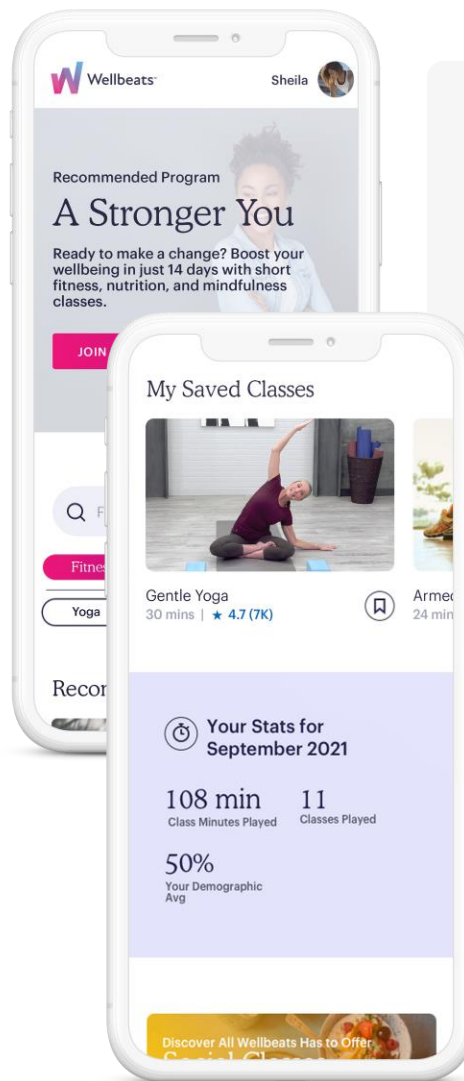 Wellbeats
Sheila
Recommended Program
A Stronger You
Ready to make a change? Boost your
wellbeing in just 14 days with short
fitness, nutrition, and mindfulness
classes.
JOIN
Yoga
My Saved Classes
Gentle Yoga
30 mins | ★ 4.7 (7K)
24 min
Your Stats for
September 2021
108 min
Class Minutes Played
11
Classes Played
50%
Your Demographic
Avg
Discover All Wellbeats Has to Offer